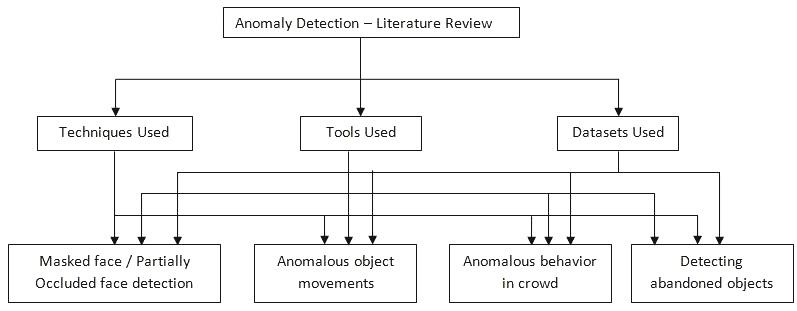 Anomaly Detection – Literature Review
Techniques Used
Tools Used
Datasets Used
Masked face / Partially
Occluded face detection
Anomalous object
movements
Anomalous behavior
in crowd
Detecting
abandoned objects